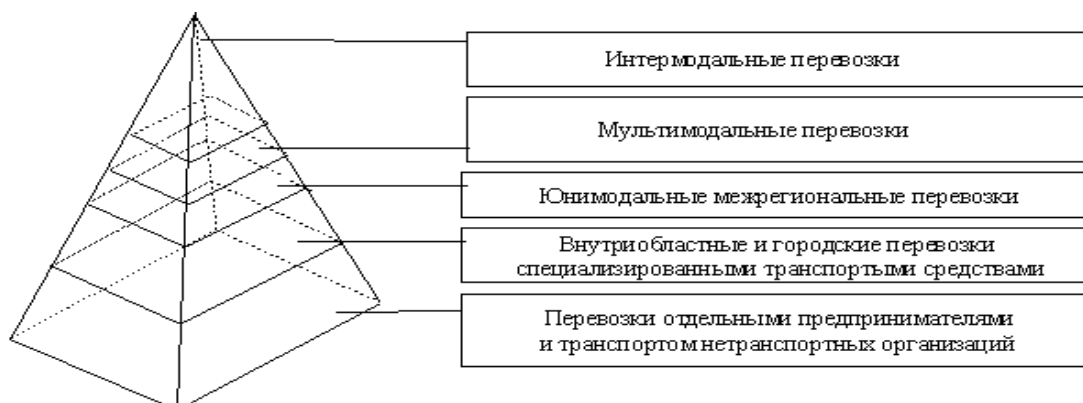 Интермодальные перевозки
Мультимодальные перевозки
Юнимодальные межрегиональные перевозки
Внутриобластные и городские перевозки
специализированными транспортыми средствами
Перевозки отдельными предпринимателями
и транспортом нетранспортных организаций